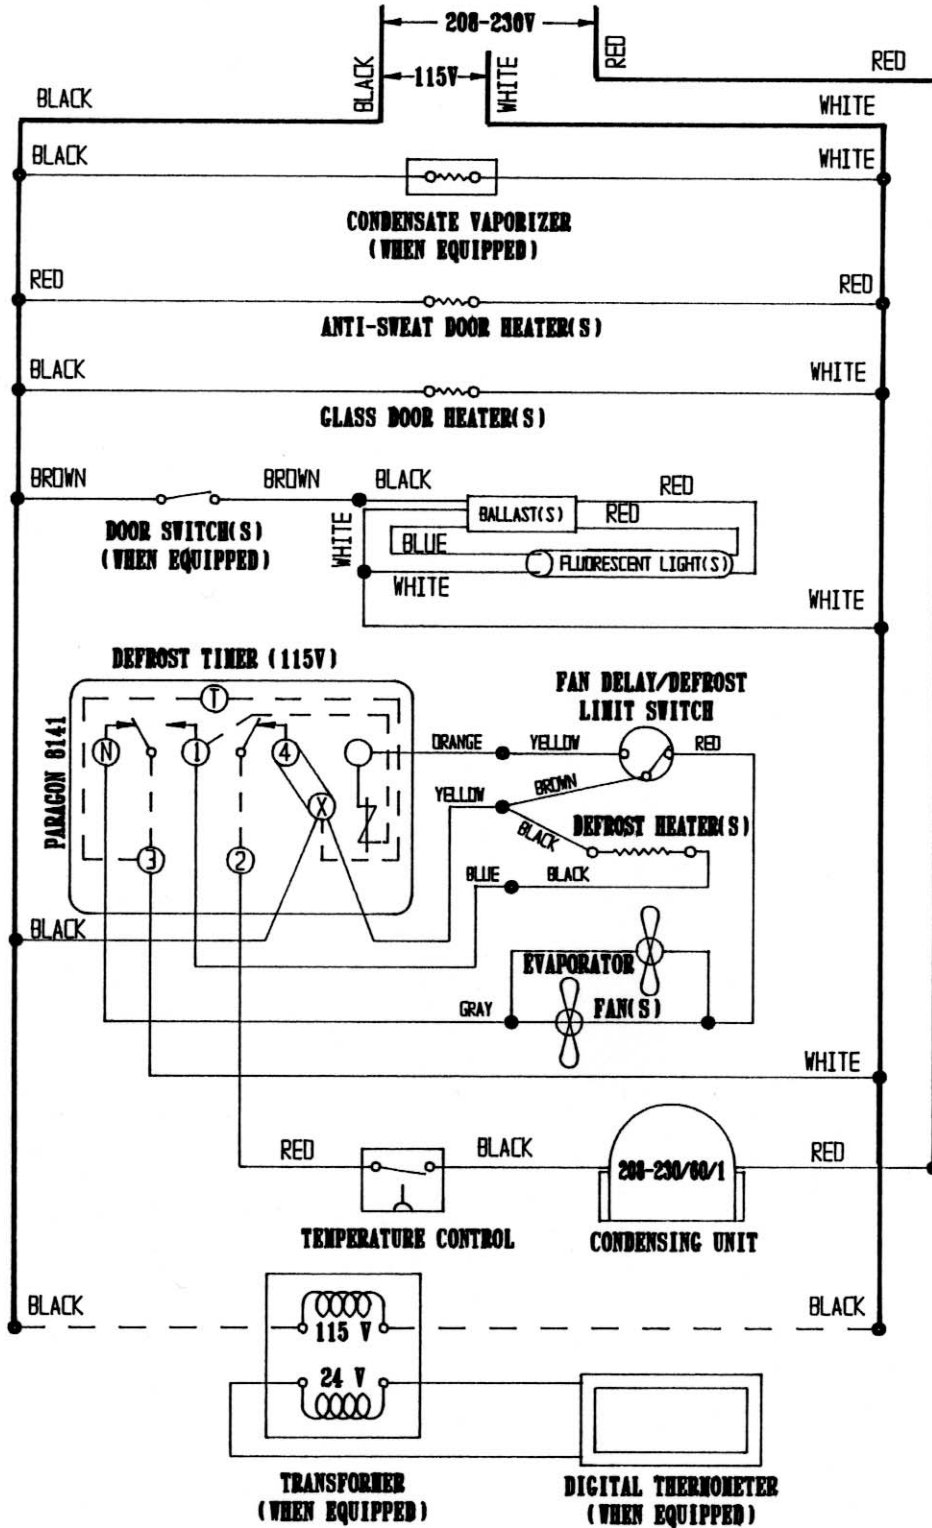 208-230V
BLACK
115V
WHITE
RED
RED
BLACK
WHITE
BLACK
WHITE
CONDENSATE VAPORIZER
(WHEN EQUIPPED)
RED
RED
ANTI-SWEAT DOOR HEATER(S)
BLACK
WHITE
GLASS DOOR HEATER(S)
BROWN
BROWN
BLACK
RED
BALLAST(S)
RED
DOOR SWITCH(S)
(WHEN EQUIPPED)
WHITE
BLUE
FLUORESCENT LIGHT(S)
WHITE
WHITE
DEFROST TIMER (115V)
FAN DELAY/DEFROST
LIMIT SWITCH
PARAGON 8141
T
N
1
4
X
3
2
ORANGE
YELLOW
RED
YELLOW
BROWN
BLACK
DEFROST HEATER(S)
BLUE
BLACK
BLACK
EVAPORATOR
FAN(S)
GRAY
WHITE
RED
BLACK
208-230/60/1
RED
TEMPERATURE CONTROL
CONDENSING UNIT
BLACK
BLACK
115 V
24 V
TRANSFORMER
(WHEN EQUIPPED)
DIGITAL THERMOMETER
(WHEN EQUIPPED)